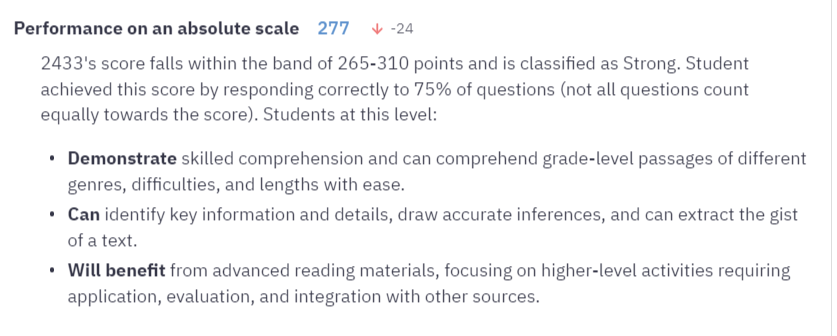 Performance on an absolute scale 277 ↓ -24
2433's score falls within the band of 265-310 points and is classified as Strong. Student
achieved this score by responding correctly to 75% of questions (not all questions count
equally towards the score). Students at this level:
• Demonstrate skilled comprehension and can comprehend grade-level passages of different
genres, difficulties, and lengths with ease.
• Can identify key information and details, draw accurate inferences, and can extract the gist
of a text.
• Will benefit from advanced reading materials, focusing on higher-level activities requiring
application, evaluation, and integration with other sources.